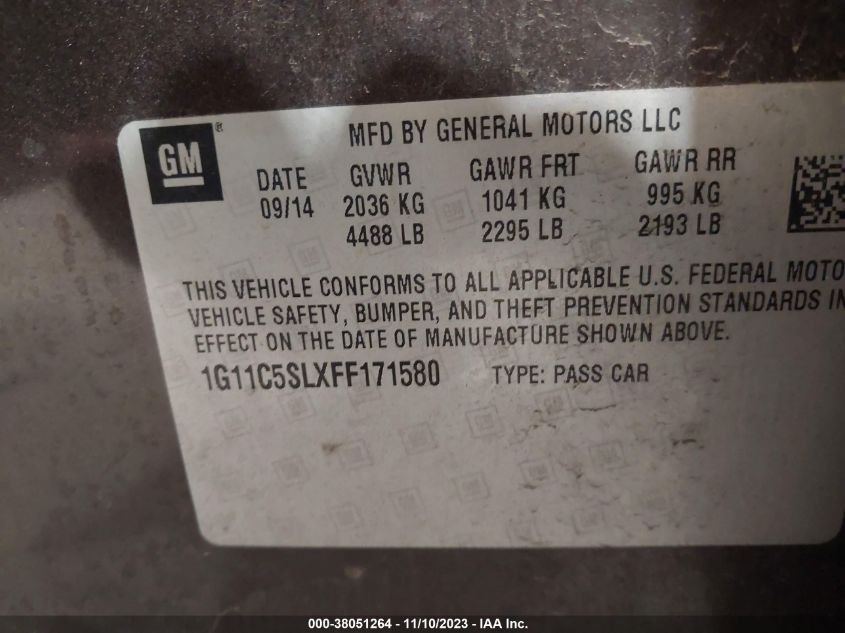 GM®
MFD BY GENERAL MOTORS LLC
DATE GVWR GAWR FRT GAWR RR
09/14 2036 KG 1041 KG 995 KG
4488 LB 2295 LB 2193 LB
THIS VEHICLE CONFORMS TO ALL APPLICABLE U.S. FEDERAL MOTO
VEHICLE SAFETY, BUMPER, AND THEFT PREVENTION STANDARDS IN
EFFECT ON THE DATE OF MANUFACTURE SHOWN ABOVE.
1G11C5SLXFF171580 TYPE: PASS CAR
000-38051264 - 11/10/2023 - IAA Inc.